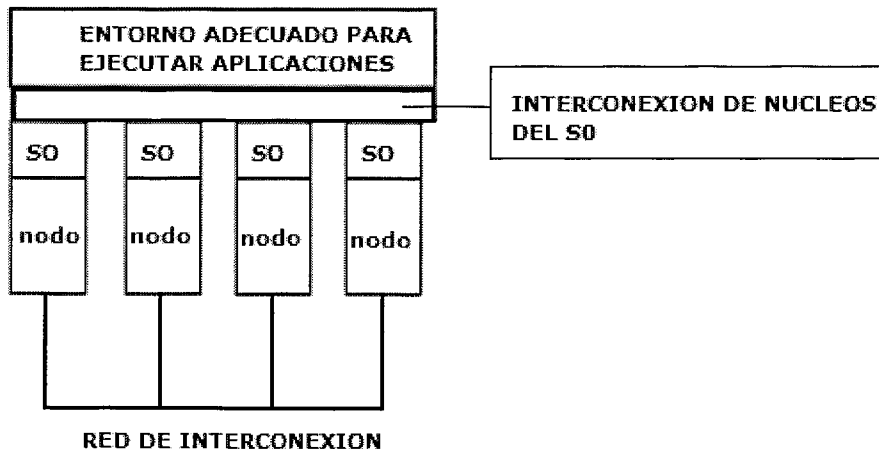 ENTORNO ADECUADO PARA
EJECUTAR APLICACIONES
INTERCONEXION DE NUCLEOS
DEL SO
SO SO SO SO
nodo nodo nodo nodo
RED DE INTERCONEXION